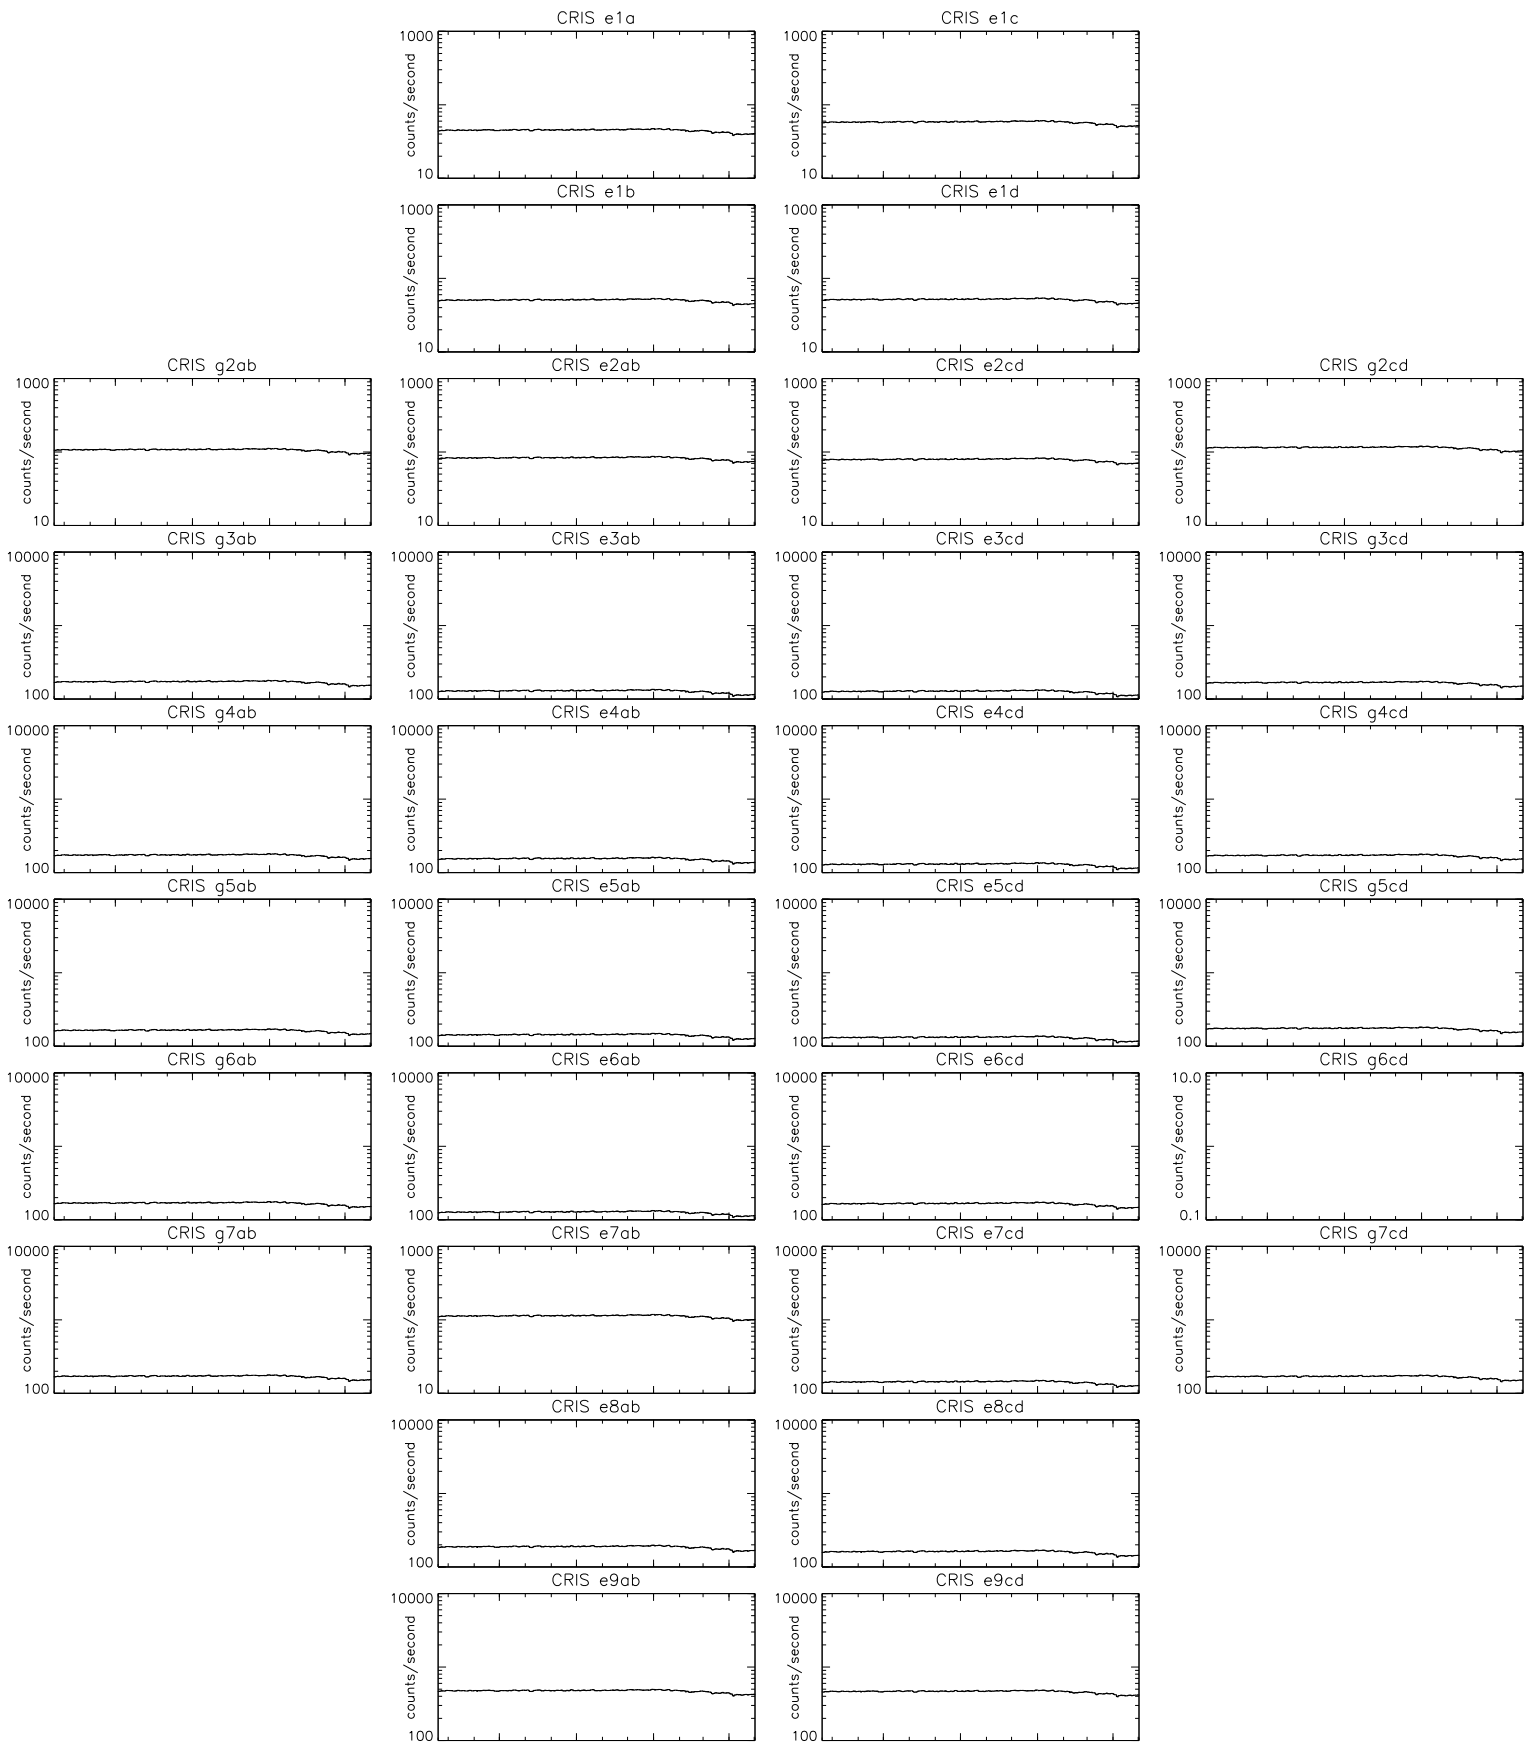 CRIS e1a
1000
counts/second
10
CRIS e1c
1000
counts/second
10
CRIS e1b
1000
counts/second
10
CRIS e1d
1000
counts/second
10
CRIS g2ab
1000
counts/second
10
CRIS e2ab
1000
counts/second
10
CRIS e2cd
1000
counts/second
10
CRIS g2cd
1000
counts/second
10
CRIS g3ab
10000
counts/second
100
CRIS e3ab
10000
counts/second
100
CRIS e3cd
10000
counts/second
100
CRIS g3cd
10000
counts/second
100
CRIS g4ab
10000
counts/second
100
CRIS e4ab
10000
counts/second
100
CRIS e4cd
10000
counts/second
100
CRIS g4cd
10000
counts/second
100
CRIS g5ab
10000
counts/second
100
CRIS e5ab
10000
counts/second
100
CRIS e5cd
10000
counts/second
100
CRIS g5cd
10000
counts/second
100
CRIS g6ab
10000
counts/second
100
CRIS e6ab
10000
counts/second
100
CRIS e6cd
10000
counts/second
100
CRIS g6cd
10.0
counts/second
0.1
CRIS g7ab
10000
counts/second
100
CRIS e7ab
1000
counts/second
10
CRIS e7cd
10000
counts/second
100
CRIS g7cd
10000
counts/second
100
CRIS e8ab
10000
counts/second
100
CRIS e8cd
10000
counts/second
100
CRIS e9ab
10000
counts/second
100
CRIS e9cd
10000
counts/second
100